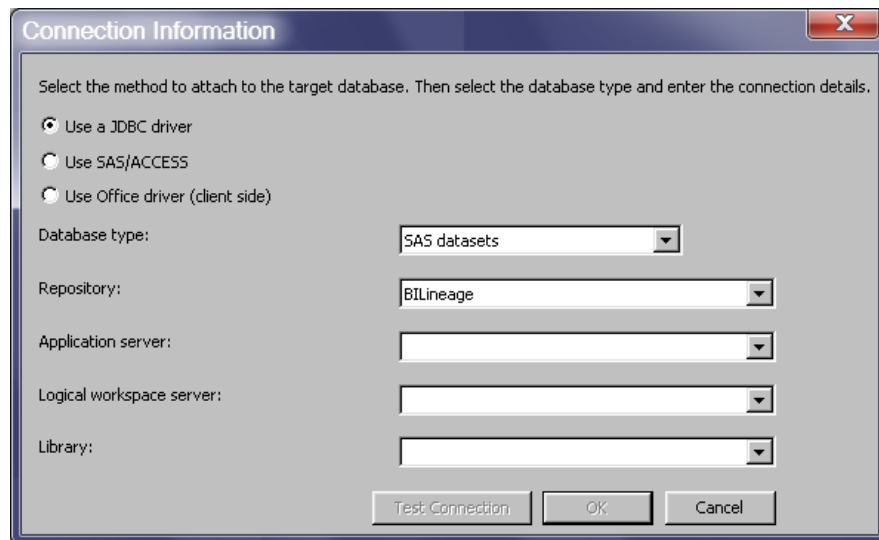 Connection Information
X
Select the method to attach to the target database. Then select the database type and enter the connection details.
Use a JDBC driver
Use SAS/ACCESS
Use Office driver (client side)
Database type: SAS datasets
Repository: BILineage
Application server:
Logical workspace server:
Library:
Test Connection OK Cancel